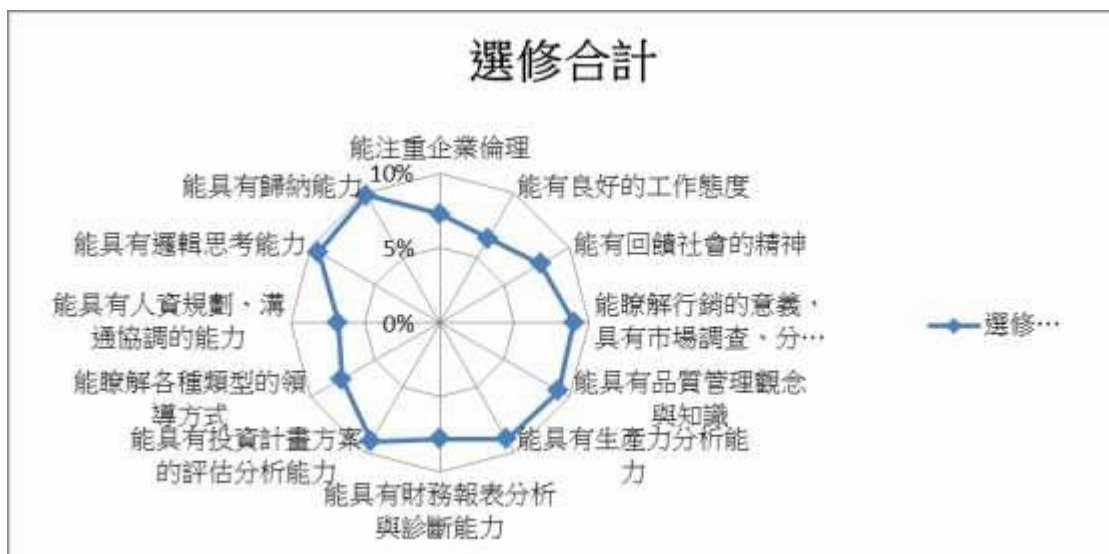 選修合計
能注重企業倫理
10%
能具有歸納能力
能有良好的工作態度
能具有邏輯思考能力
5%
能有回饋社會的精神
能具有人資規劃、溝
通協調的能力
0%
能瞭解行銷的意義，
具有市場調查、分…
選修…
能瞭解各種類型的領
導方式
能具有品質管理觀念
與知識
能具有投資計畫方案
的評估分析能力
能具有生產力分析能
力
能具有財務報表分析
與診斷能力